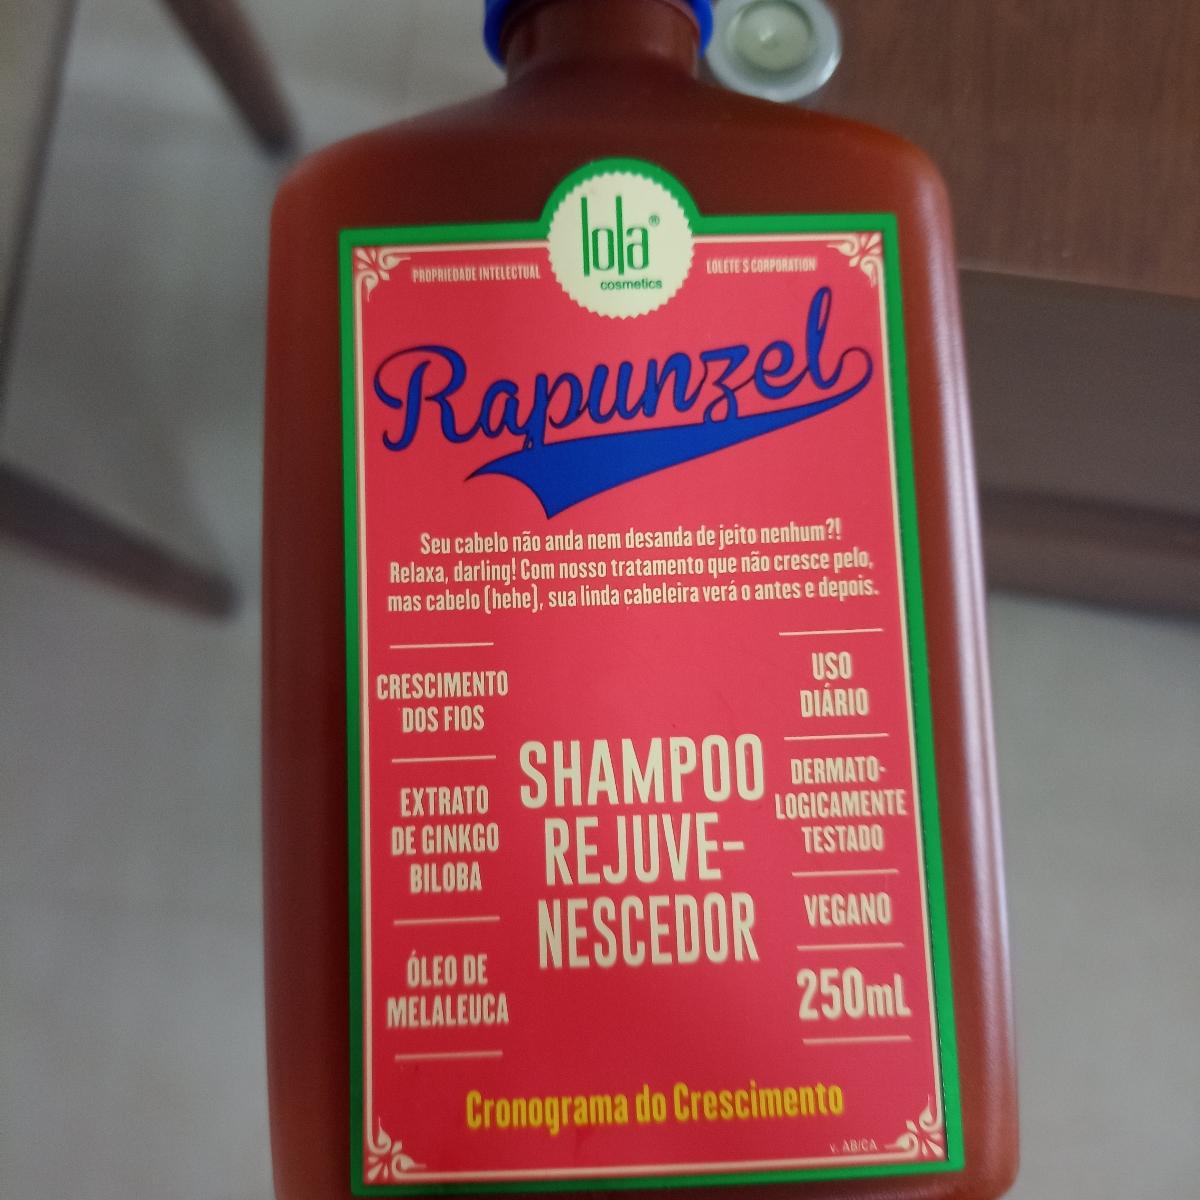 lola®
cosmetics
PROPRIEDADE INTELECTUAL
LOLETE S CORPORATION
Rapunzel
Seu cabelo não anda nem desanda de jeito nenhum?!
Relaxa, darling! Com nosso tratamento que não cresce pelo,
mas cabelo (hehe), sua linda cabeleira verá o antes e depois.
CRESCIMENTO
DOS FIOS
EXTRATO
DE GINKGO
BILOBA
ÓLEO DE
MELALEUCA
SHAMPOO
REJUVE-
NESCEDOR
USO
DIÁRIO
DERMATO-
LOGICAMENTE
TESTADO
VEGANO
250mL
Cronograma do Crescimento
v. AB/CA